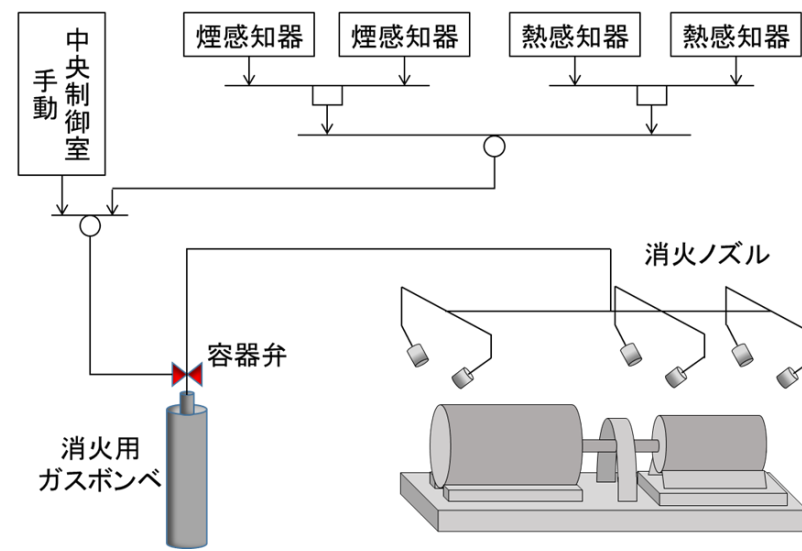 中央制御室
手動
煙感知器
煙感知器
熱感知器
熱感知器
消火ノズル
容器弁
消火用
ガスボンベ